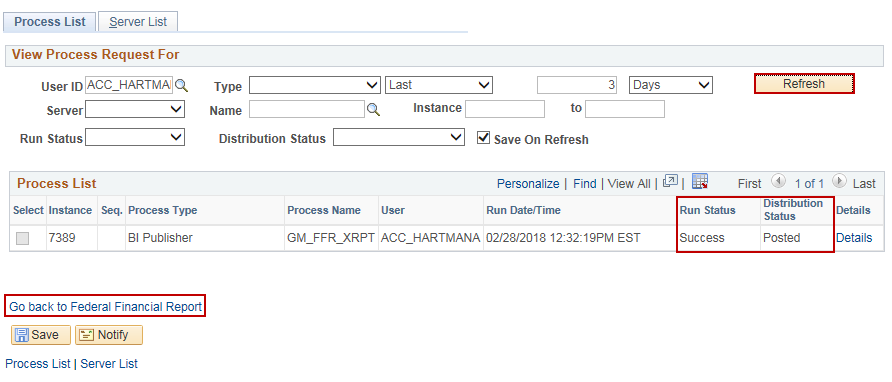 Process List Server List
View Process Request For
User ID ACC_HARTMAI Type Last 3 Days Refresh
Server Name Instance to
Run Status Distribution Status Save On Refresh
Process List Personalize | Find | View All | | First 1 of 1 Last
Select Instance Seq. Process Type Process Name User Run Date/Time Run Status Distribution Status Details
7389 BI Publisher GM_FFR_XRPT ACC_HARTMANA 02/28/2018 12:32:19PM EST Success Posted Details
Go back to Federal Financial Report
Save Notify
Process List | Server List